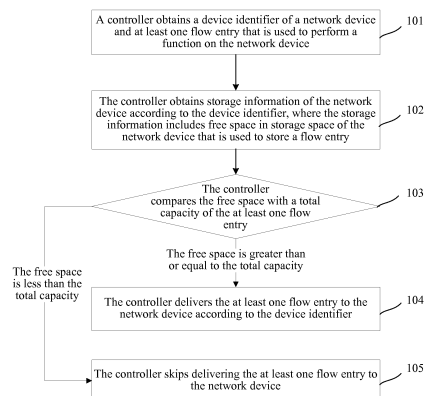 A controller obtains a device identifier of a network device
and at least one flow entry that is used to perform a
function on the network device
101
The controller obtains storage information of the network
device according to the device identifier, where the storage
information includes free space in storage space of the
network device that is used to store a flow entry
102
The controller
compares the free space with a total
capacity of the at least one flow
entry
103
The free space is greater than
or equal to the total capacity
The free space
is less than the
total capacity
The controller delivers the at least one flow entry to the
network device according to the device identifier
104
The controller skips delivering the at least one flow entry to
the network device
105